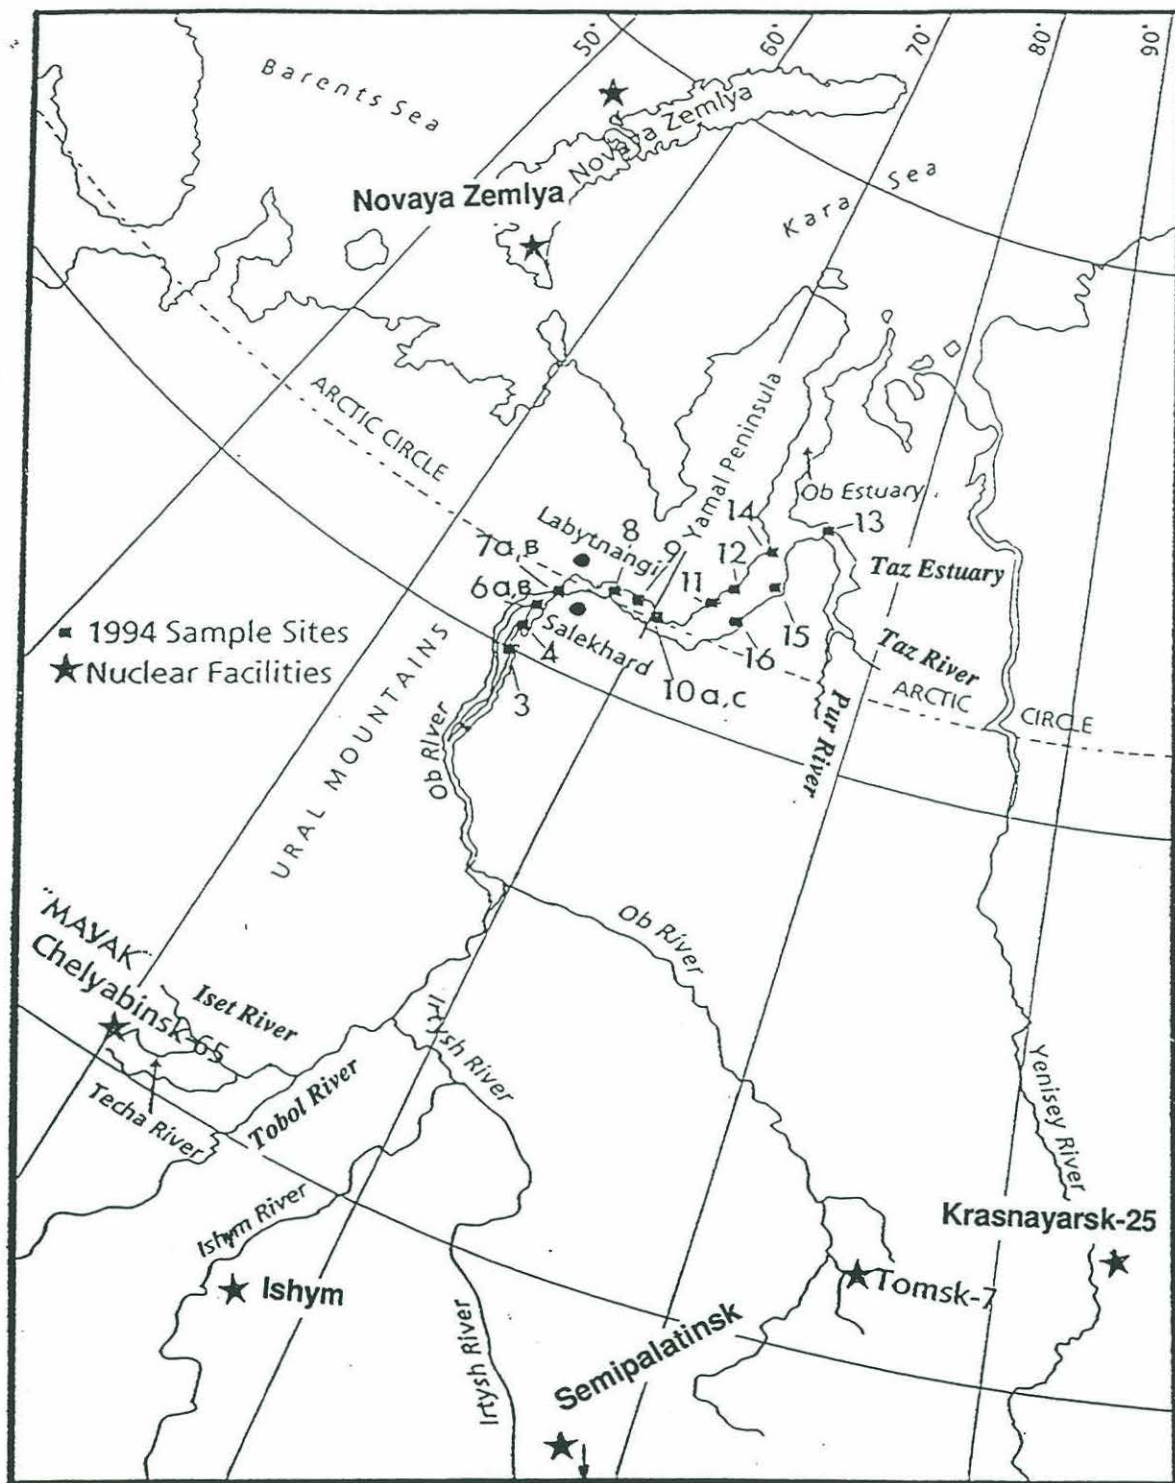 50°
60°
70°
80°
90°
Barents Sea
Novaya Zemlya
Novaya Zemlya
Kara Sea
ARCTIC CIRCLE
Yamal Peninsula
Ob Estuary
Labytnangi
7a,B
8
9
14
12
11
13
6a,B
Taz Estuary
15
16
Salekhard
4
3
10a,c
Taz River
ARCTIC CIRCLE
Pur River
1994 Sample Sites
Nuclear Facilities
URAL MOUNTAINS
Ob River
Ob River
"MAYAK"
Chelyabinsk-65
Iset River
Irtysh River
Techa River
Tobol River
Yenisey River
Ishym River
Krasnayarsk-25
Ishym
Tomsk-7
Irtysh River
Semipalatinsk